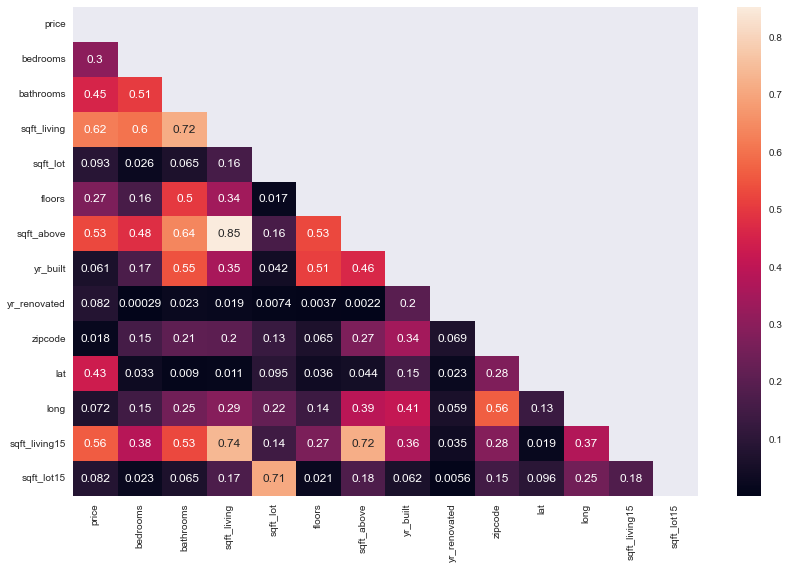 price
bedrooms 0.3
bathrooms 0.45 0.51
sqft_living 0.62 0.6 0.72
sqft_lot 0.093 0.026 0.065 0.16
floors 0.27 0.16 0.5 0.34 0.017
sqft_above 0.53 0.48 0.64 0.85 0.16 0.53
yr_built 0.061 0.17 0.55 0.35 0.042 0.51 0.46
yr_renovated 0.082 0.00029 0.023 0.019 0.0074 0.0037 0.0022 0.2
zipcode 0.018 0.15 0.21 0.2 0.13 0.065 0.27 0.34 0.069
lat 0.43 0.033 0.009 0.011 0.095 0.036 0.044 0.15 0.023 0.28
long 0.072 0.15 0.25 0.29 0.22 0.14 0.39 0.41 0.059 0.56 0.13
sqft_living15 0.56 0.38 0.53 0.74 0.14 0.27 0.72 0.36 0.035 0.28 0.019 0.37
sqft_lot15 0.082 0.023 0.065 0.17 0.71 0.021 0.18 0.062 0.0056 0.15 0.096 0.25 0.18
price bedrooms bathrooms sqft_living sqft_lot floors sqft_above yr_built yr_renovated zipcode lat long sqft_living15 sqft_lot15
0.8
0.7
0.6
0.5
0.4
0.3
0.2
0.1